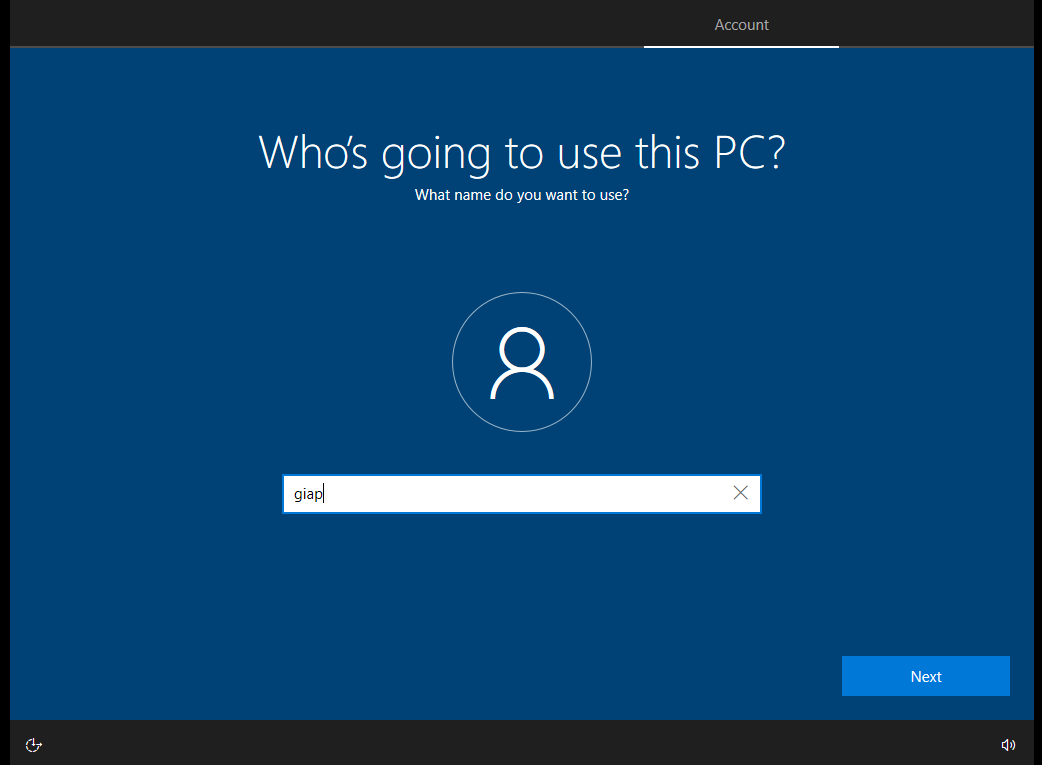 Account
Who's going to use this PC?
What name do you want to use?
giap
Next